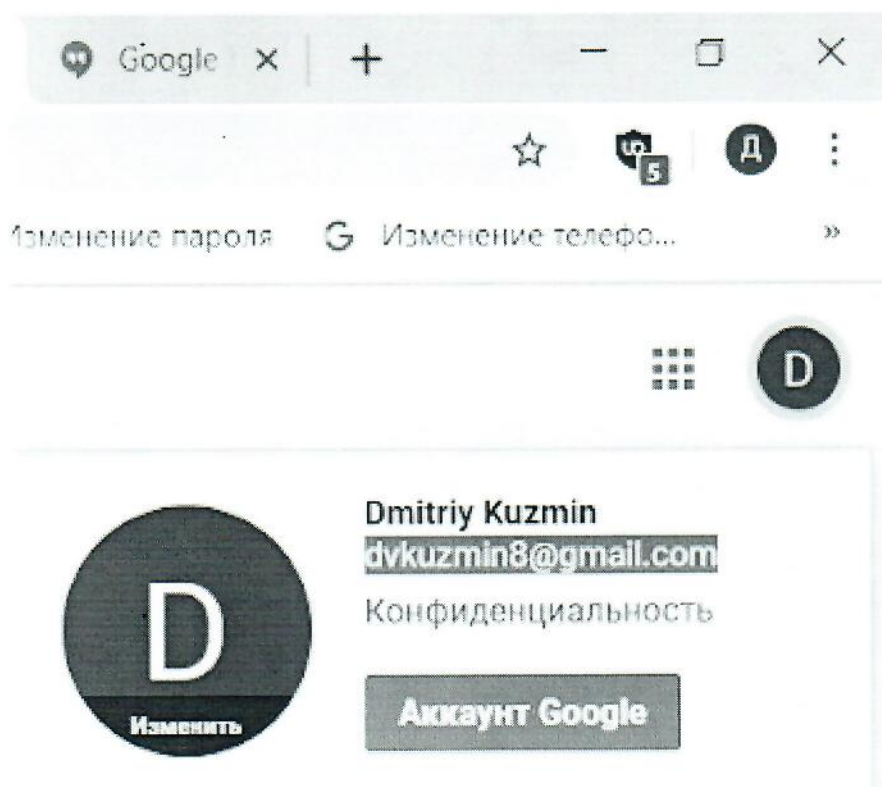 Google
5
Д
Изменение пароля
G Изменение телефо...
D
Dmitriy Kuzmin
dvkuzmin8@gmail.com
Конфиденциальность
D
Изменить
Аккаунт Google